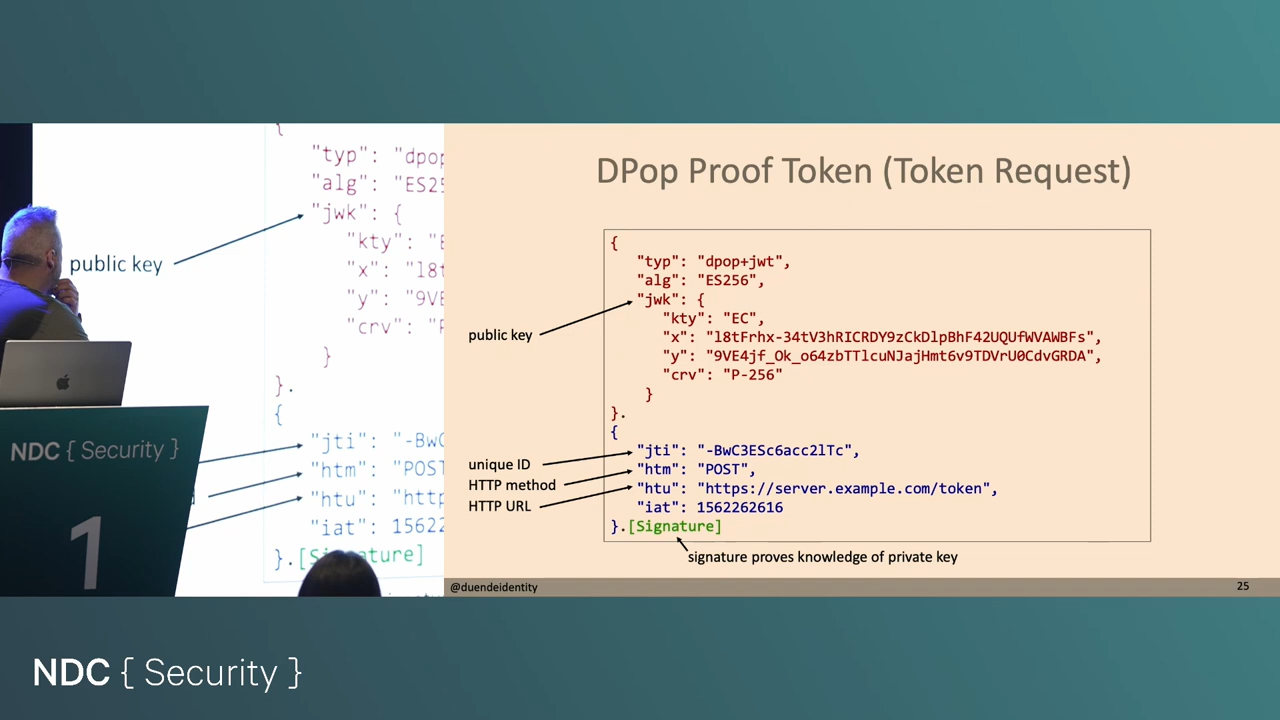 {
"typ": "dpop
"alg": "ES25
"jwk": {
"kty": "E
"x": "l8t
"y": "9VE
"crv": "P
}
}.
{
"jti": "-BwC
"htm": "POST
"htu": "http
"iat": 15622
}.[S ture]
public key
NDC { Security }
1
DPop Proof Token (Token Request)
{
"typ": "dpop+jwt",
"alg": "ES256",
"jwk": {
"kty": "EC",
"x": "l8tFrhx-34tV3hRICRDY9zCkDlpBhF42UQUfWVAWBFs",
"y": "9VE4jf_Ok_o64zbTTlcuNJajHmt6v9TDVrU0CdvGRDA",
"crv": "P-256"
}
}.
{
"jti": "-BwC3ESc6acc2lTc",
"htm": "POST",
"htu": "https://server.example.com/token",
"iat": 1562262616
}.[Signature]
public key
unique ID
HTTP method
HTTP URL
signature proves knowledge of private key
@duendeidentity
25
NDC { Security }